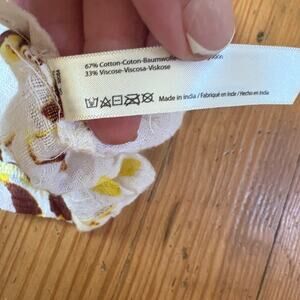 67% Cotton-Coton-Baumwolle
33% Viscose-Viscosa-Viskose
Made in india / Fabriqué en Inde / Hecho en India